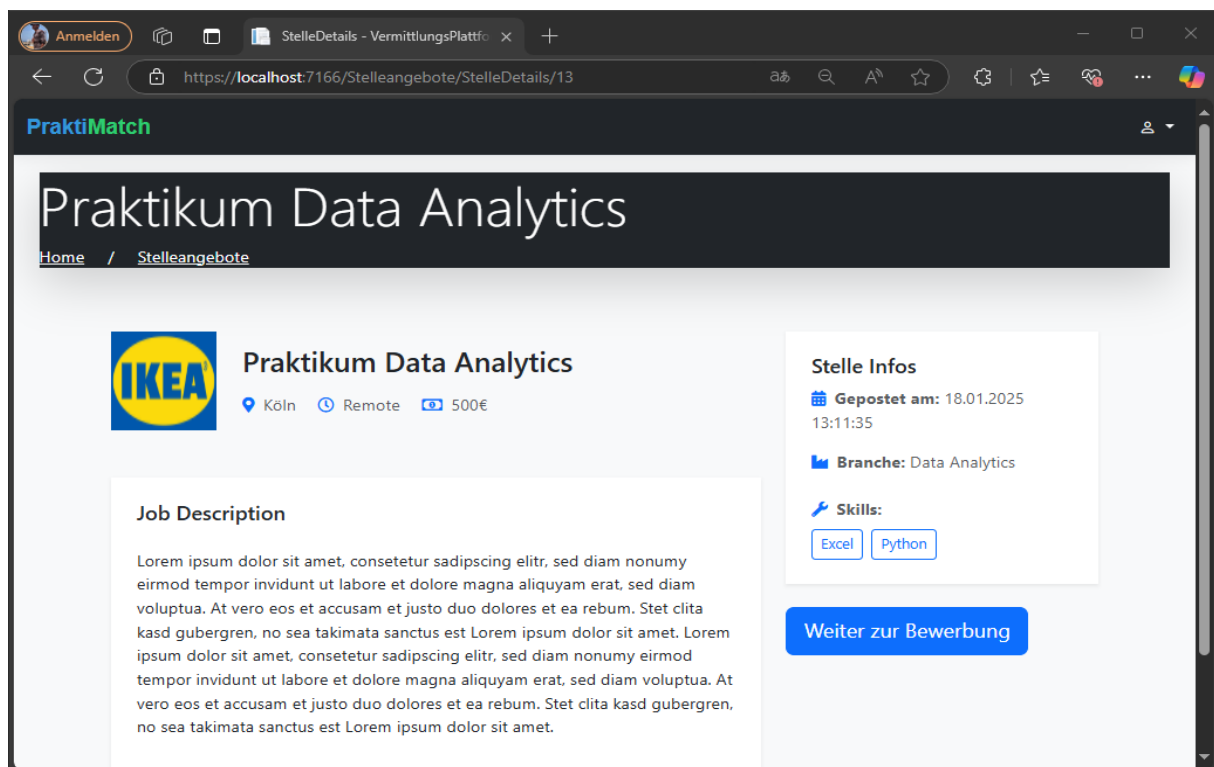 Anmelden
StelleDetails - VermittlungsPlattfo
https://localhost:7166/Stelleangebote/StelleDetails/13
PraktiMatch
Praktikum Data Analytics
Home / Stelleangebote
IKEA
Praktikum Data Analytics
Köln Remote 500€
Job Description
Lorem ipsum dolor sit amet, consetetur sadipscing elitr, sed diam nonumy
eirmod tempor invidunt ut labore et dolore magna aliquyam erat, sed diam
voluptua. At vero eos et accusam et justo duo dolores et ea rebum. Stet clita
kasd gubergren, no sea takimata sanctus est Lorem ipsum dolor sit amet. Lorem
ipsum dolor sit amet, consetetur sadipscing elitr, sed diam nonumy eirmod
tempor invidunt ut labore et dolore magna aliquyam erat, sed diam voluptua. At
vero eos et accusam et justo duo dolores et ea rebum. Stet clita kasd gubergren,
no sea takimata sanctus est Lorem ipsum dolor sit amet.
Stelle Infos
Gepostet am: 18.01.2025
13:11:35
Branche: Data Analytics
Skills:
Excel Python
Weiter zur Bewerbung